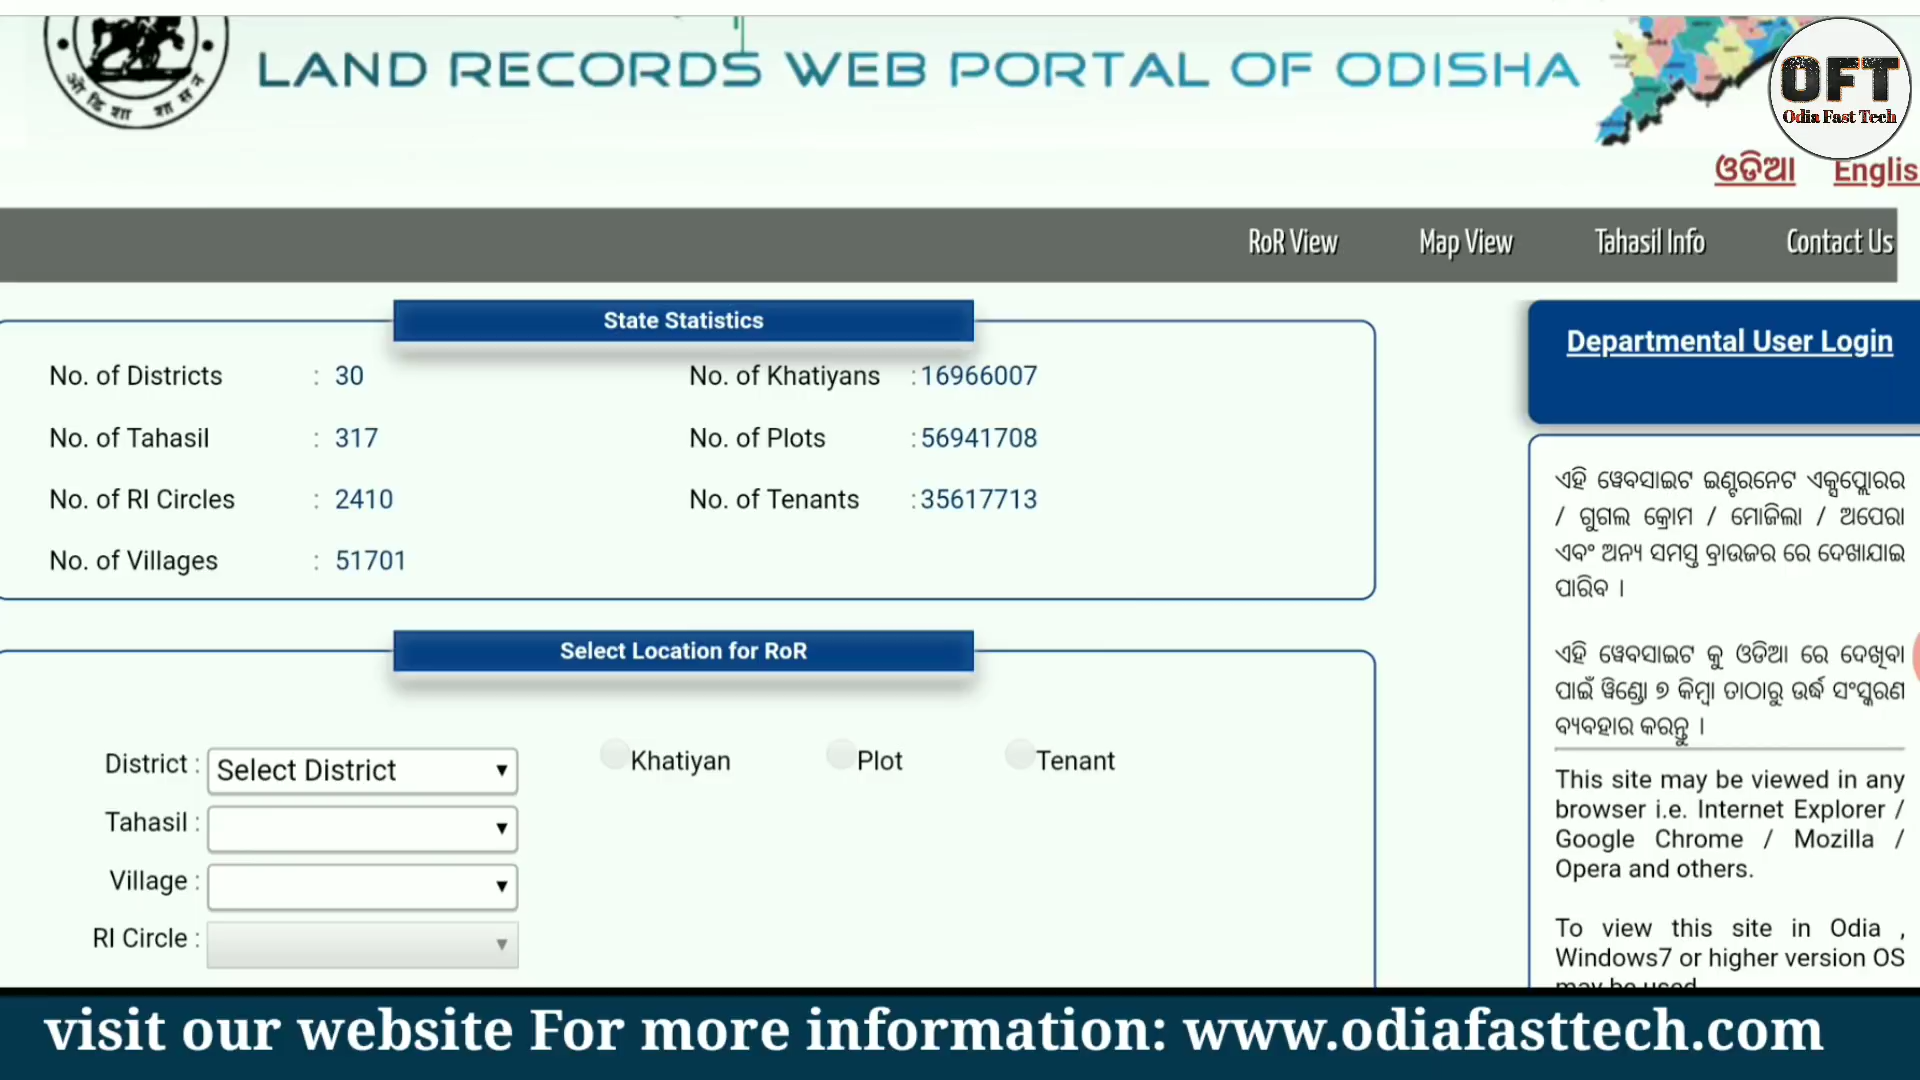 ଓଡ଼ିଶା ଶାସନ
LAND RECORDS WEB PORTAL OF ODISHA
OFT
Odia Fast Tech
ଓଡିଆ Englis
RoR View Map View Tahasil Info Contact Us
State Statistics
No. of Districts : 30 No. of Khatiyans : 16966007
No. of Tahasil : 317 No. of Plots : 56941708
No. of RI Circles : 2410 No. of Tenants : 35617713
No. of Villages : 51701
Select Location for RoR
District : Select District
Khatiyan Plot Tenant
Tahasil :
Village :
RI Circle :
Departmental User Login
ଏହି ୱେବସାଇଟ ଇଣ୍ଟରନେଟ ଏକ୍ସପ୍ଲୋରର
/ ଗୁଗଲ କ୍ରୋମ / ମୋଜିଲା / ଅପେରା
ଏବଂ ଅନ୍ୟ ସମସ୍ତ ବ୍ରାଉଜର ରେ ଦେଖାଯାଇ
ପାରିବ ।
ଏହି ୱେବସାଇଟ କୁ ଓଡିଆ ରେ ଦେଖିବା
ପାଇଁ ୱିଣ୍ଡୋ ୭ କିମ୍ବା ତାଠାରୁ ଉର୍ଦ୍ଧ ସଂସ୍କରଣ
ବ୍ୟବହାର କରନ୍ତୁ ।
This site may be viewed in any
browser i.e. Internet Explorer /
Google Chrome / Mozilla /
Opera and others.
To view this site in Odia ,
Windows7 or higher version OS
may be used
visit our website For more information: www.odiafasttech.com